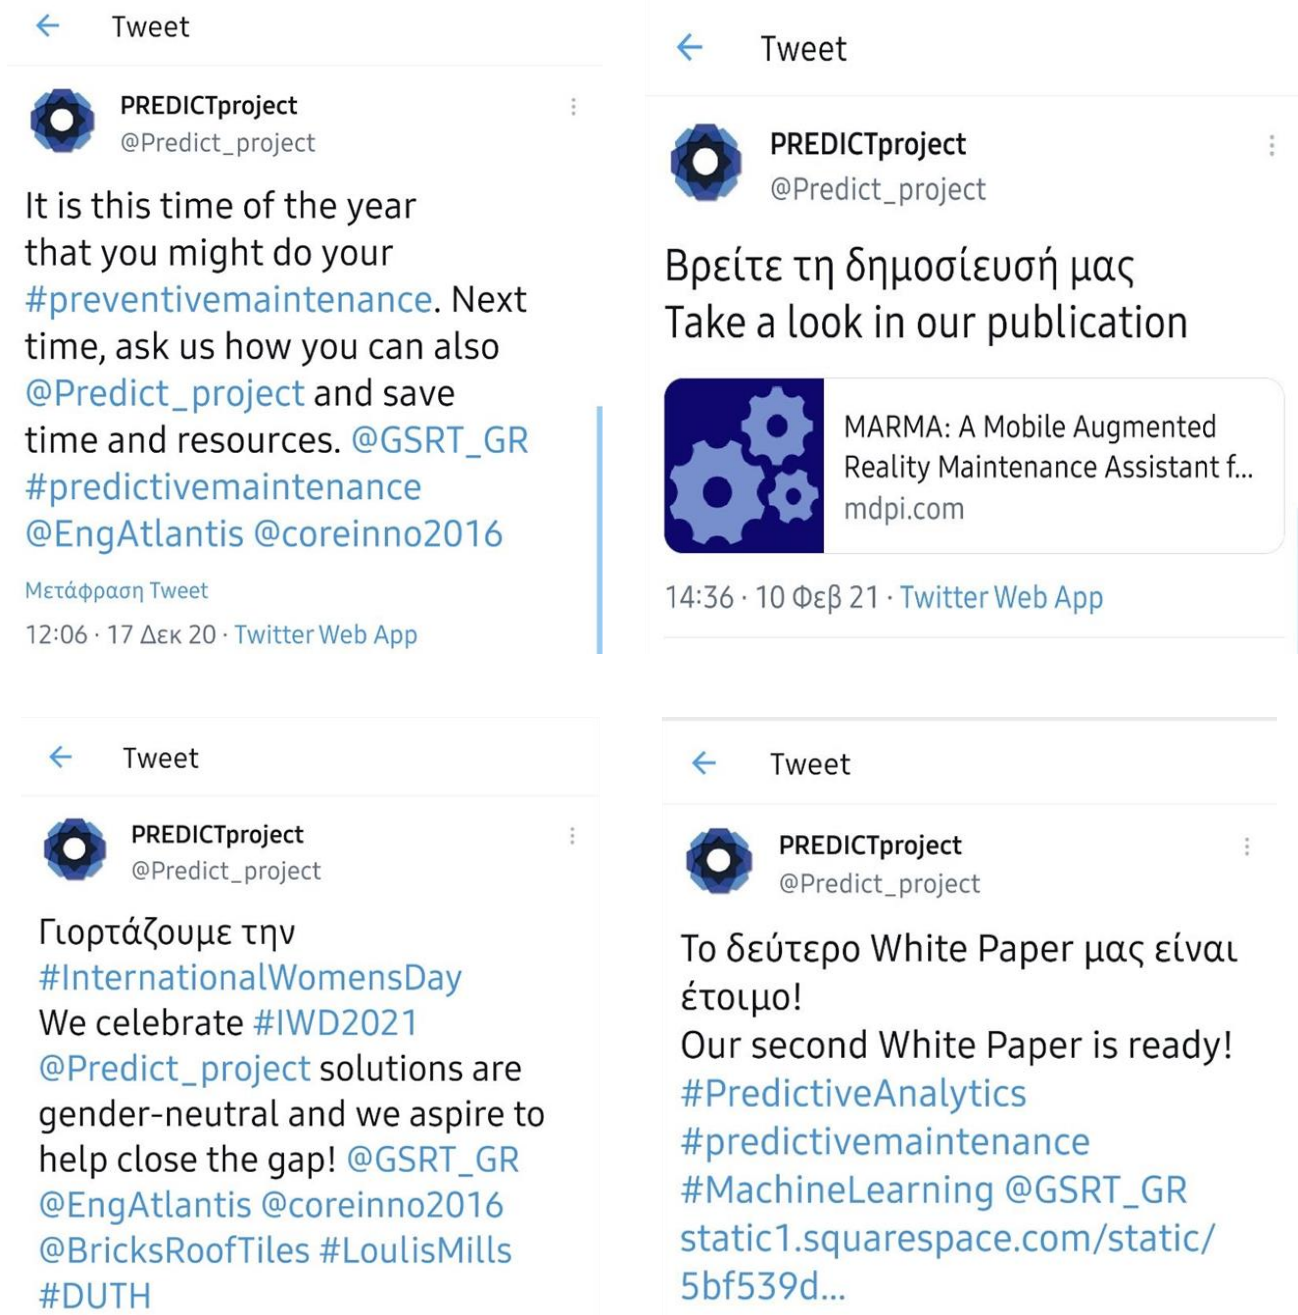 Tweet
PREDICTproject
@Predict_project
It is this time of the year
that you might do your
#preventivemaintenance. Next
time, ask us how you can also
@Predict_project and save
time and resources. @GSRT_GR
#predictivemaintenance
@EngAtlantis @coreinno2016
Μετάφραση Tweet
12:06 · 17 Δεκ 20 · Twitter Web App
Tweet
PREDICTproject
@Predict_project
Βρείτε τη δημοσίευσή μας
Take a look in our publication
MARMA: A Mobile Augmented
Reality Maintenance Assistant f...
mdpi.com
14:36 · 10 Φεβ 21 · Twitter Web App
Tweet
PREDICTproject
@Predict_project
Γιορτάζουμε την
#InternationalWomensDay
We celebrate #IWD2021
@Predict_project solutions are
gender-neutral and we aspire to
help close the gap! @GSRT_GR
@EngAtlantis @coreinno2016
@BricksRoofTiles #LoulisMills
#DUTH
Tweet
PREDICTproject
@Predict_project
Το δεύτερο White Paper μας είναι
έτοιμο!
Our second White Paper is ready!
#PredictiveAnalytics
#predictivemaintenance
#MachineLearning @GSRT_GR
static1.squarespace.com/static/
5bf539d...